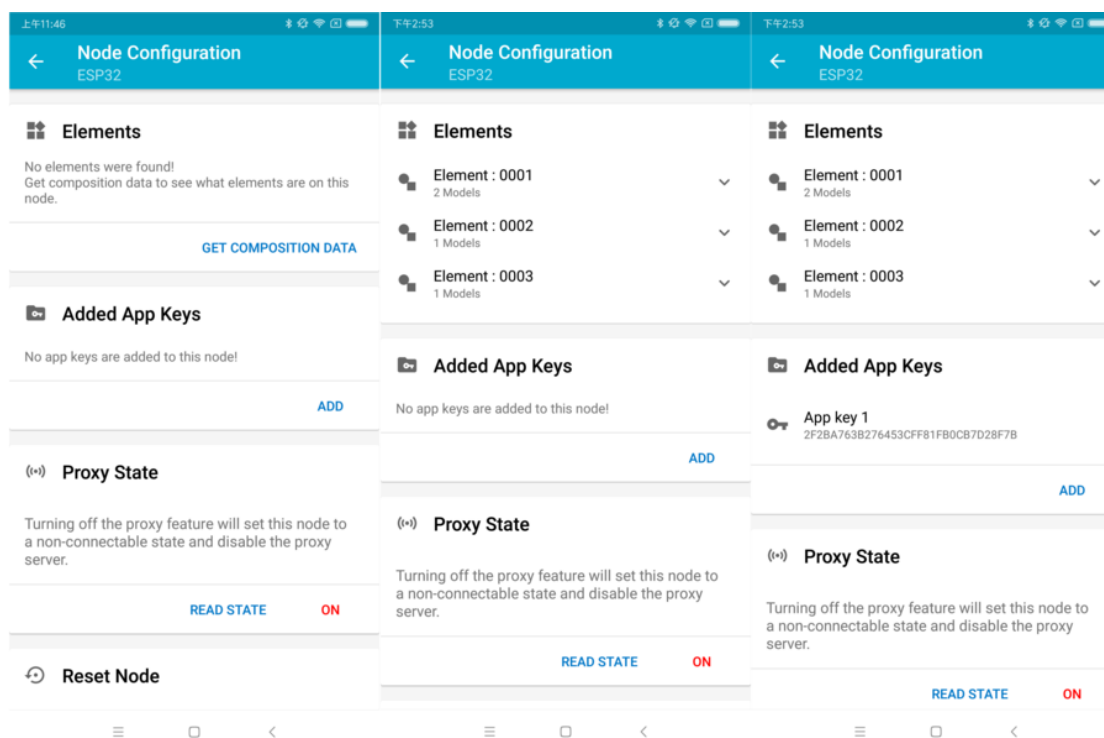 上午11:46
Node Configuration
ESP32
Elements
No elements were found!
Get composition data to see what elements are on this
node.
GET COMPOSITION DATA
Added App Keys
No app keys are added to this node!
ADD
Proxy State
Turning off the proxy feature will set this node to
a non-connectable state and disable the proxy
server.
READ STATE ON
Reset Node
下午2:53
Node Configuration
ESP32
Elements
Element : 0001
2 Models
Element : 0002
1 Models
Element : 0003
1 Models
Added App Keys
No app keys are added to this node!
ADD
Proxy State
Turning off the proxy feature will set this node to
a non-connectable state and disable the proxy
server.
READ STATE ON
下午2:53
Node Configuration
ESP32
Elements
Element : 0001
2 Models
Element : 0002
1 Models
Element : 0003
1 Models
Added App Keys
App key 1
2F2BA763B276453CFF81FB0CB7D28F7B
ADD
Proxy State
Turning off the proxy feature will set this node to
a non-connectable state and disable the proxy
server.
READ STATE ON